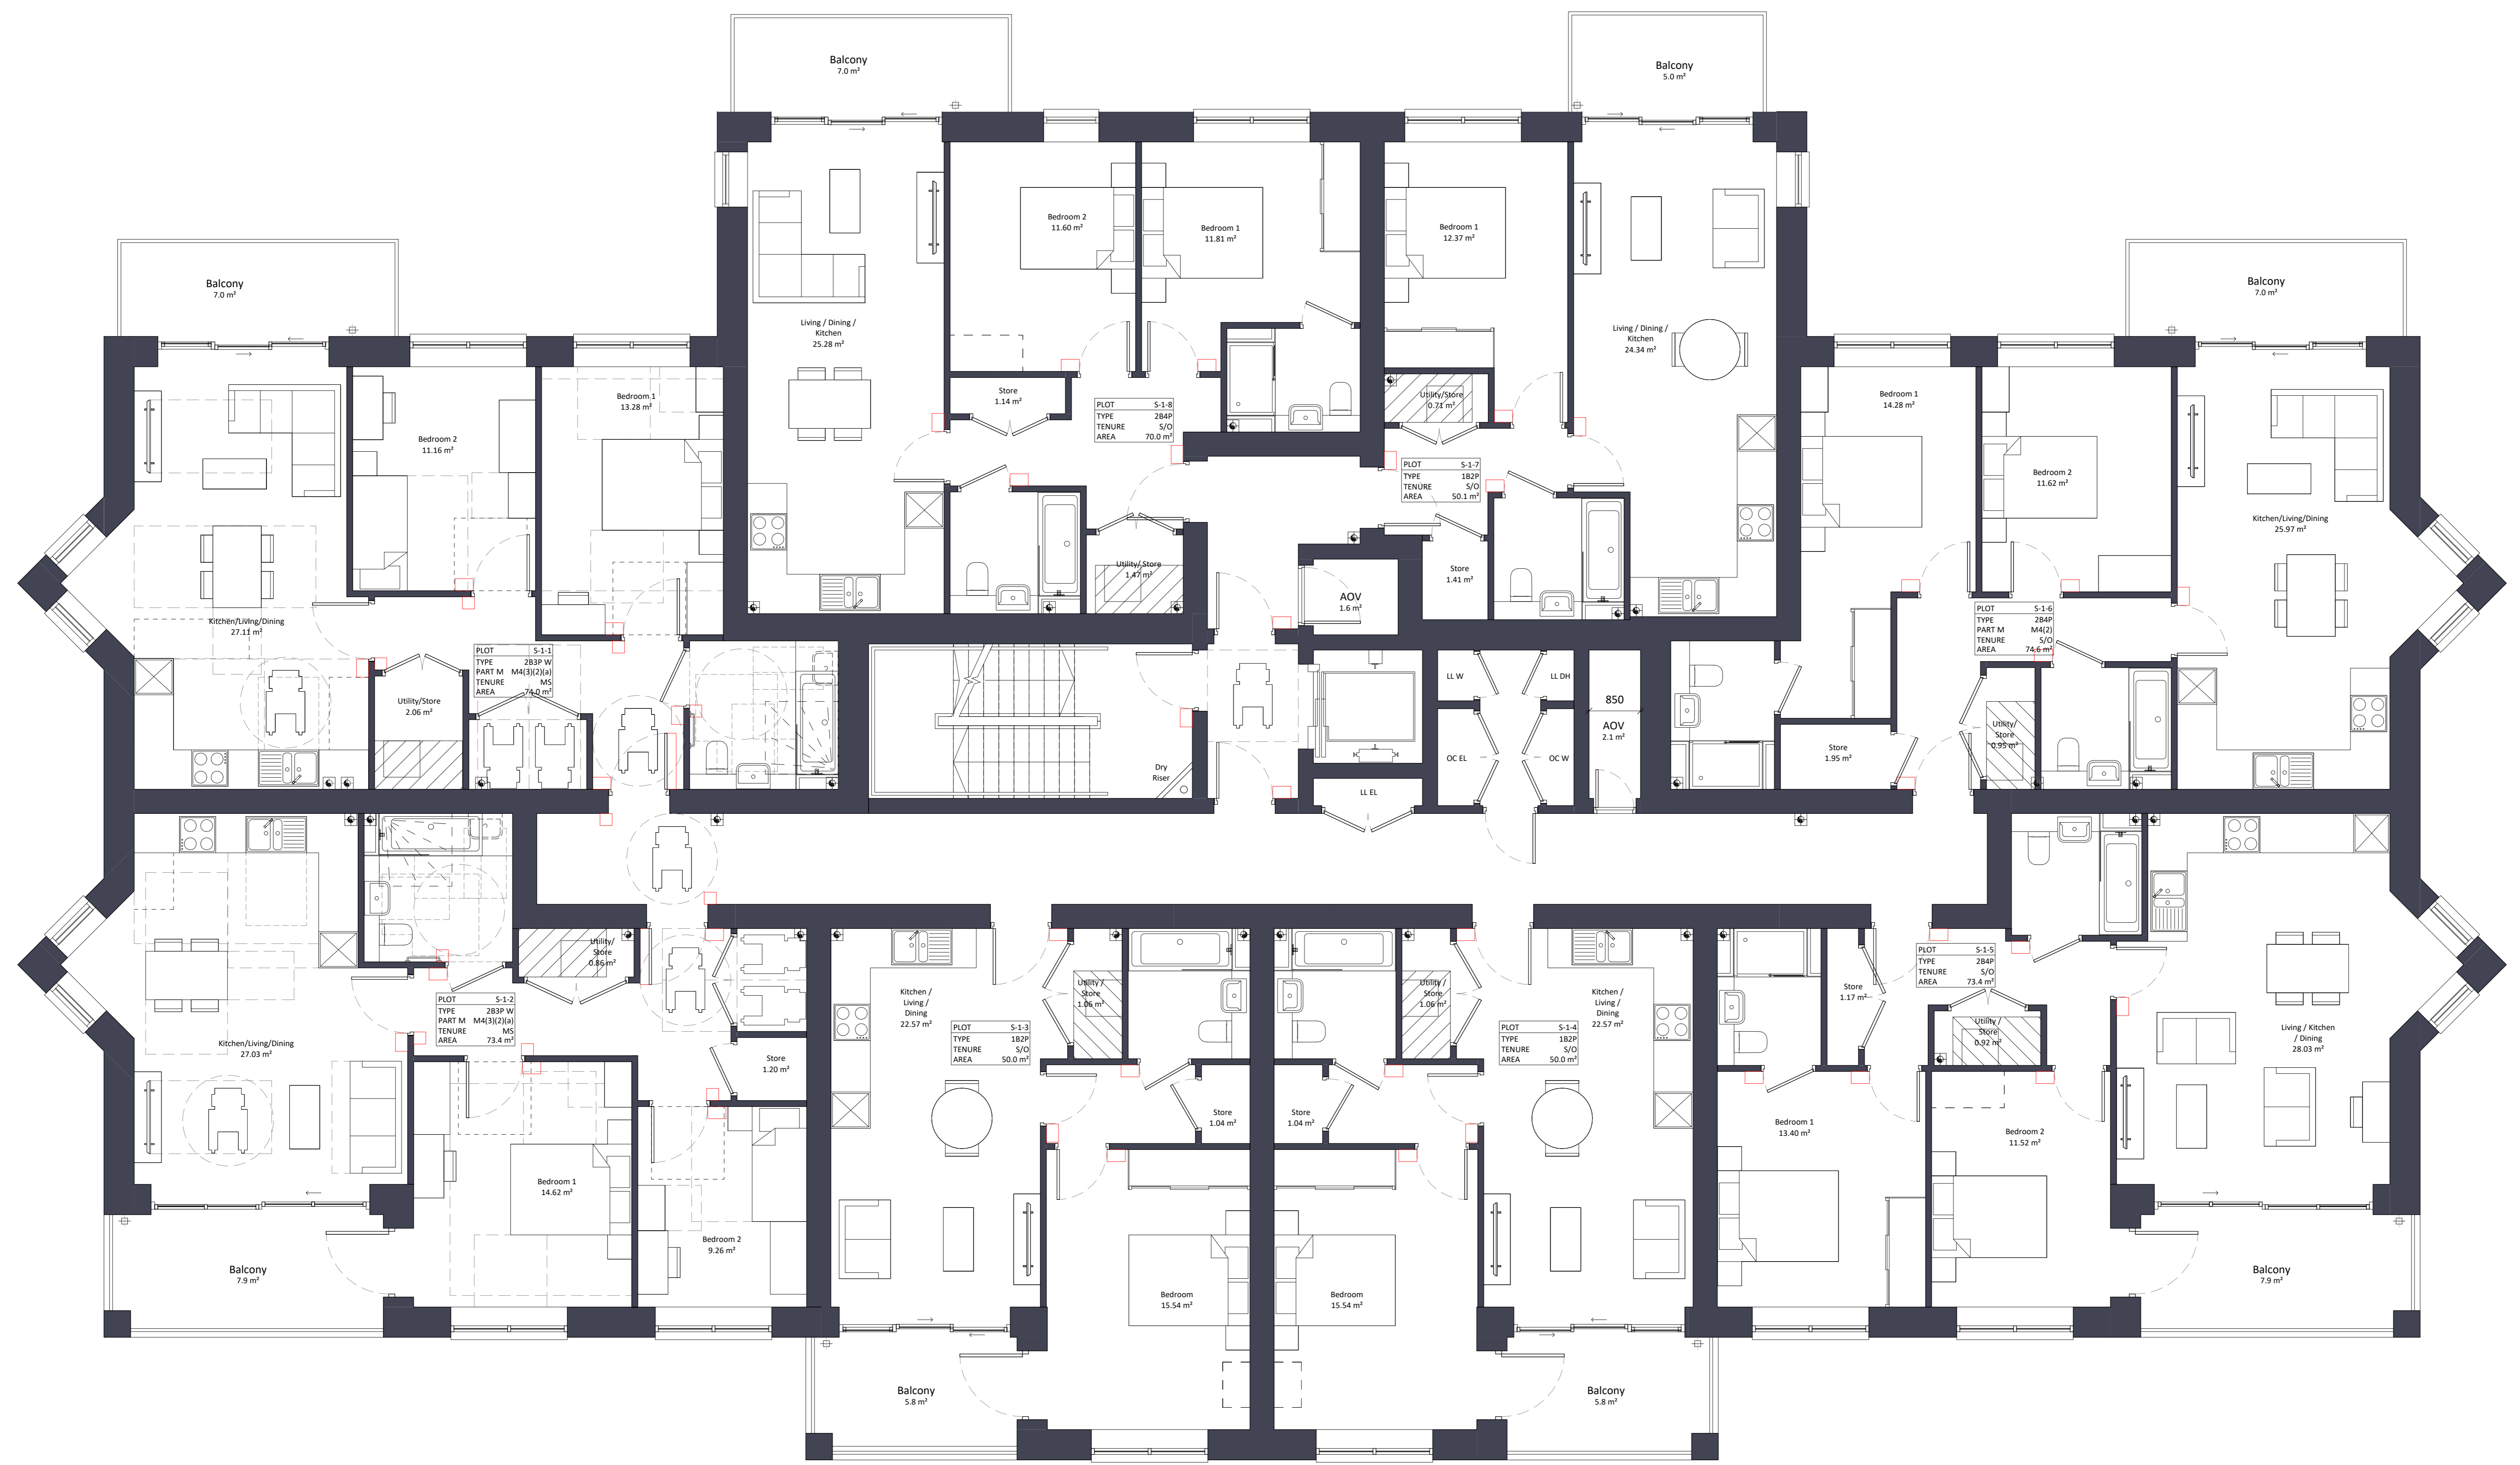 Balcony
7.0 m²
Balcony
5.0 m²
Bedroom 2
11.60 m²
Bedroom 1
11.81 m²
Bedroom 1
12.37 m²
Living / Dining /
Kitchen
25.28 m²
Living / Dining /
Kitchen
24.34 m²
Balcony
7.0 m²
Balcony
7.0 m²
Store
1.14 m²
PLOT S-1-8
TYPE 2B4P
TENURE S/O
AREA 70.0 m²
Utility/Store
0.71 m²
PLOT S-1-7
TYPE 1B2P
TENURE S/O
AREA 50.1 m²
Bedroom 2
11.16 m²
Bedroom 1
13.28 m²
Bedroom 1
14.28 m²
Bedroom 2
11.62 m²
Kitchen/Living/Dining
25.97 m²
Utility/ Store
1.47 m²
Store
1.41 m²
AOV
1.6 m²
Kitchen/Living/Dining
27.11 m²
PLOT S-1-1
TYPE 2B3P W
PART M M4(3)(2)(a)
TENURE MS
AREA 74.0 m²
Utility/Store
2.06 m²
PLOT S-1-6
TYPE 2B4P
PART M M4(2)
TENURE S/O
AREA 74.6 m²
LL W
LL DH
850
AOV
2.1 m²
OC EL
OC W
Dry
Riser
LL EL
Store
1.95 m²
Utility/
Store
0.95 m²
Utility/
Store
0.86 m²
PLOT S-1-2
TYPE 2B3P W
PART M M4(3)(2)(a)
TENURE MS
AREA 73.4 m²
Kitchen/Living/Dining
27.03 m²
Store
1.20 m²
Kitchen /
Living /
Dining
22.57 m²
PLOT S-1-3
TYPE 1B2P
TENURE S/O
AREA 50.0 m²
Utility /
Store
1.06 m²
Utility /
Store
1.06 m²
PLOT S-1-4
TYPE 1B2P
TENURE S/O
AREA 50.0 m²
Kitchen /
Living /
Dining
22.57 m²
Store
1.17 m²
PLOT S-1-5
TYPE 2B4P
TENURE S/O
AREA 73.4 m²
Utility /
Store
0.92 m²
Living / Kitchen
/ Dining
28.03 m²
Store
1.04 m²
Store
1.04 m²
Bedroom 1
13.40 m²
Bedroom 2
11.52 m²
Bedroom 1
14.62 m²
Bedroom 2
9.26 m²
Balcony
7.9 m²
Bedroom
15.54 m²
Bedroom
15.54 m²
Balcony
7.9 m²
Balcony
5.8 m²
Balcony
5.8 m²